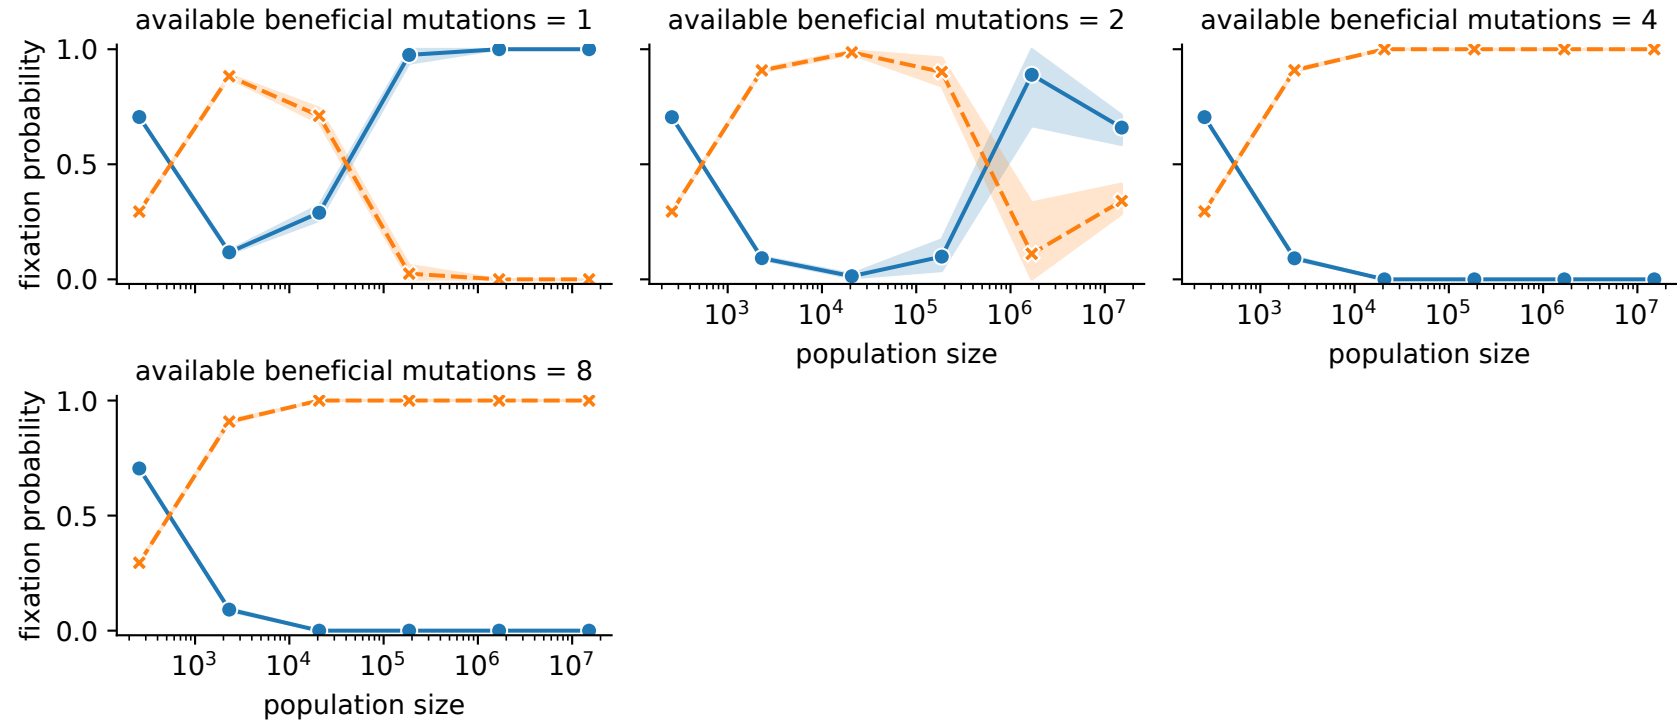 available beneficial mutations = 1
available beneficial mutations = 2
available beneficial mutations = 4
fixation probability
1.0
0.5
0.0
10³ 10⁴ 10⁵ 10⁶ 10⁷
population size
10³ 10⁴ 10⁵ 10⁶ 10⁷
population size
available beneficial mutations = 8
fixation probability
1.0
0.5
0.0
10³ 10⁴ 10⁵ 10⁶ 10⁷
population size